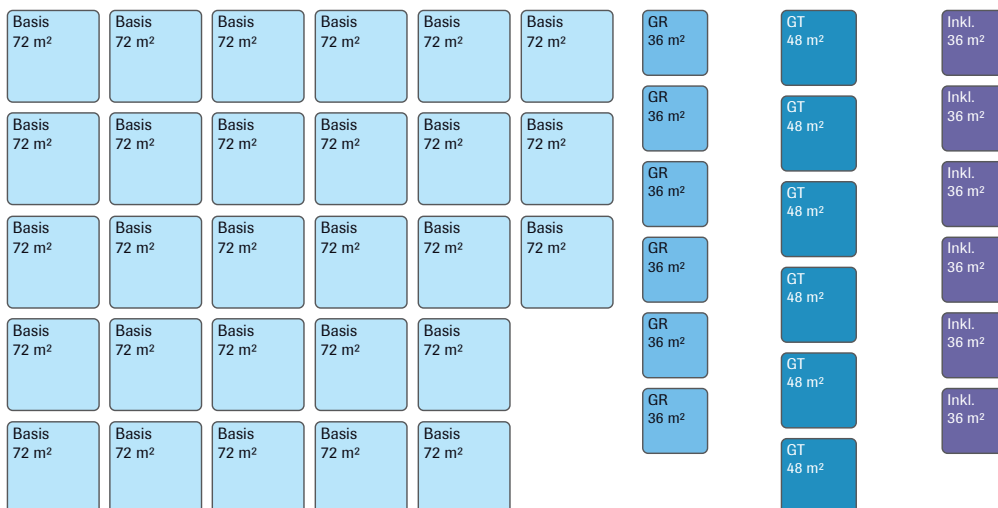 Basis
72 m²
Basis
72 m²
Basis
72 m²
Basis
72 m²
Basis
72 m²
Basis
72 m²
Basis
72 m²
Basis
72 m²
Basis
72 m²
Basis
72 m²
Basis
72 m²
Basis
72 m²
Basis
72 m²
Basis
72 m²
Basis
72 m²
Basis
72 m²
Basis
72 m²
Basis
72 m²
Basis
72 m²
Basis
72 m²
Basis
72 m²
Basis
72 m²
Basis
72 m²
Basis
72 m²
Basis
72 m²
Basis
72 m²
Basis
72 m²
Basis
72 m²
GR
36 m²
GR
36 m²
GR
36 m²
GR
36 m²
GR
36 m²
GR
36 m²
GT
48 m²
GT
48 m²
GT
48 m²
GT
48 m²
GT
48 m²
GT
48 m²
Inkl.
36 m²
Inkl.
36 m²
Inkl.
36 m²
Inkl.
36 m²
Inkl.
36 m²
Inkl.
36 m²